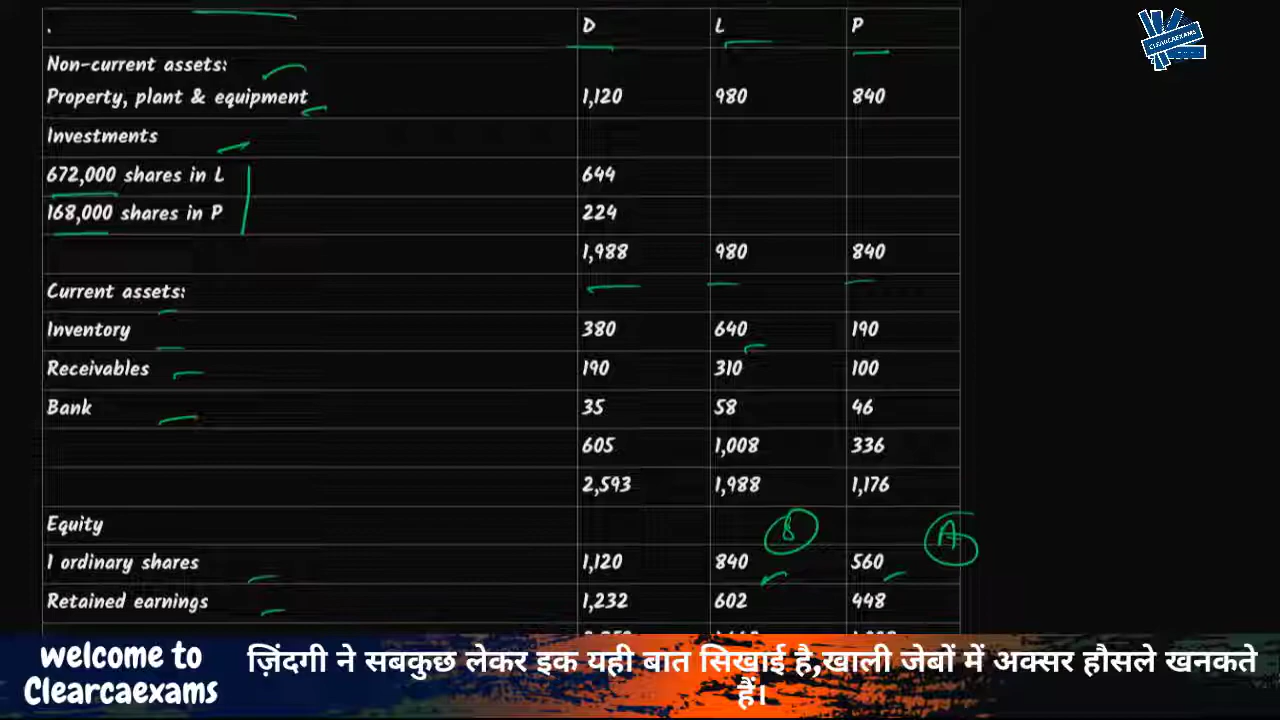 . D L P
Non-current assets:
Property, plant & equipment 1,120 980 840
Investments
672,000 shares in L 644
168,000 shares in P 224
1,988 980 840
Current assets:
Inventory 380 640 190
Receivables 190 310 100
Bank 35 58 46
605 1,008 336
2,593 1,988 1,176
Equity B A
1 ordinary shares 1,120 840 560
Retained earnings 1,232 602 448
CLEARCAEXAMS
welcome to
Clearcaexams
ज़िंदगी ने सबकुछ लेकर इक यही बात सिखाई है,खाली जेबों में अक्सर हौसले खनकते
हैं।